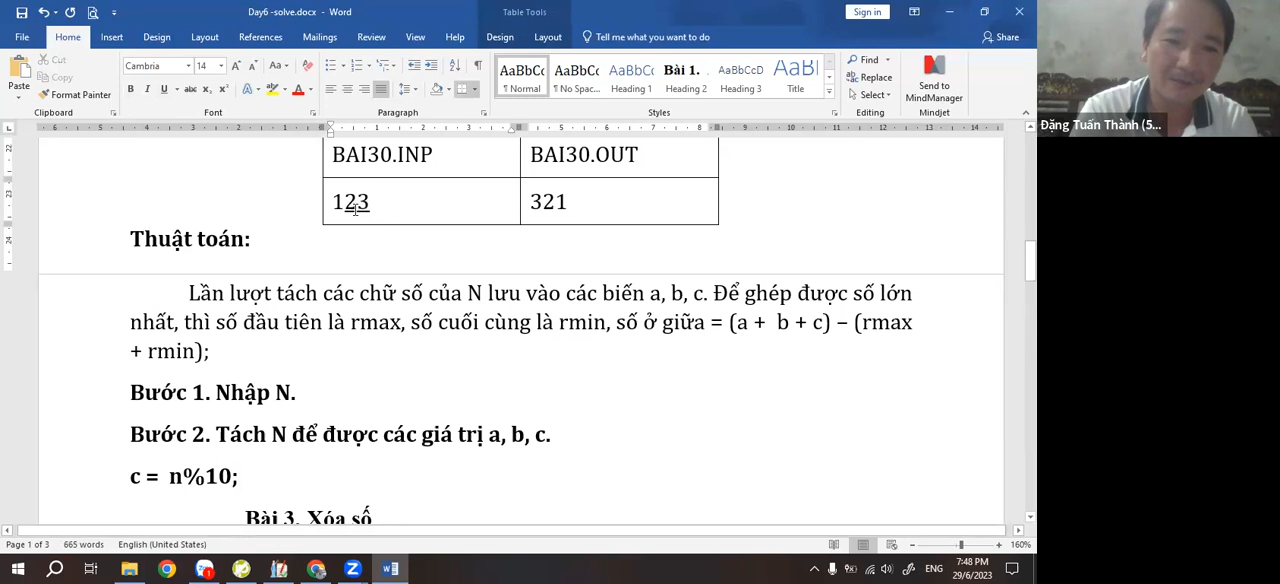 Day6 -solve.docx - Word
Table Tools
Sign in
File Home Insert Design Layout References Mailings Review View Help Design Layout Tell me what you want to do Share
Paste
Cut
Copy
Format Painter
Clipboard
Cambria 14
Font
Paragraph
AaBbCc AaBbCc AaBbC( Bài 1. AaBbCcD AaBI
¶ Normal ¶ No Spac... Heading 1 Heading 2 Heading 3 Title
Styles
Find
Replace
Select
Editing
Send to
MindManager
Mindjet
Đặng Tuấn Thành (5...
BAI30.INP BAI30.OUT
123 321
Thuật toán:
Lần lượt tách các chữ số của N lưu vào các biến a, b, c. Để ghép được số lớn
nhất, thì số đầu tiên là rmax, số cuối cùng là rmin, số ở giữa = (a + b + c) – (rmax
+ rmin);
Bước 1. Nhập N.
Bước 2. Tách N để được các giá trị a, b, c.
c = n%10;
Bài 3. Xóa số
Page 1 of 3 665 words English (United States) 160%
ENG
7:48 PM
29/6/2023